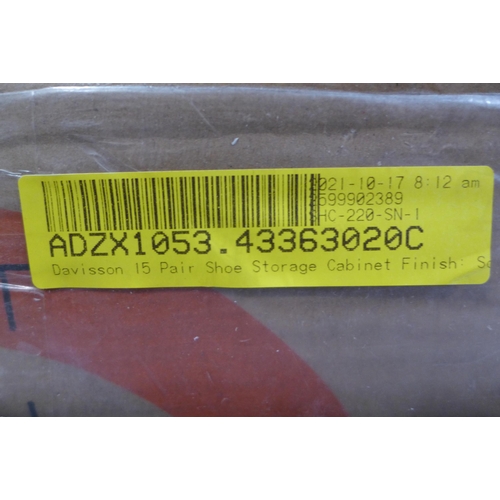 2021-10-17 8:12 am
3599902389
SHC-220-SN-1
ADZX1053.43363020C
Davisson 15 Pair Shoe Storage Cabinet Finish: